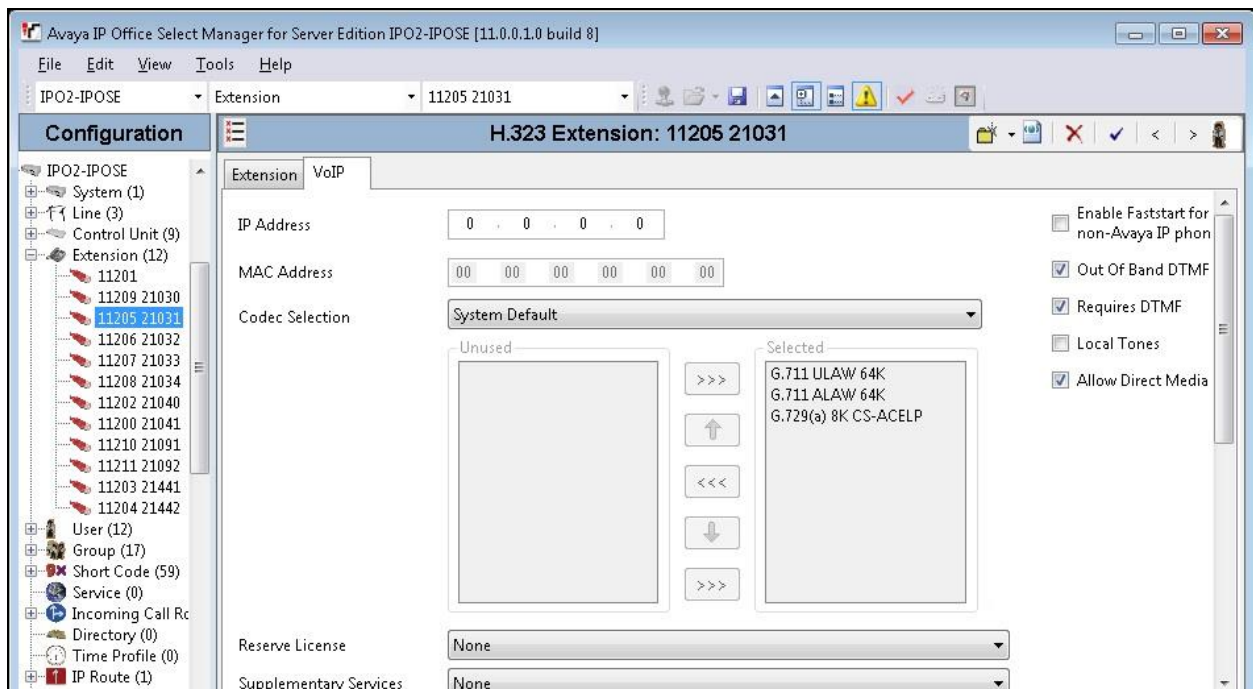 Avaya IP Office Select Manager for Server Edition IPO2-IPOSE [11.0.0.1.0 build 8]
File Edit View Tools Help
IPO2-IPOSE Extension 11205 21031
Configuration
H.323 Extension: 11205 21031
IPO2-IPOSE
System (1)
Line (3)
Control Unit (9)
Extension (12)
11201
11209 21030
11205 21031
11206 21032
11207 21033
11208 21034
11202 21040
11200 21041
11210 21091
11211 21092
11203 21441
11204 21442
User (12)
Group (17)
Short Code (59)
Service (0)
Incoming Call Rc
Directory (0)
Time Profile (0)
IP Route (1)
Extension VoIP
IP Address 0 . 0 . 0 . 0
MAC Address 00 00 00 00 00 00
Codec Selection System Default
Unused
>>>
<<<
>>>
Selected
G.711 ULAW 64K
G.711 ALAW 64K
G.729(a) 8K CS-ACELP
Reserve License None
Supplementary Services None
Enable Faststart for
non-Avaya IP phon
Out Of Band DTMF
Requires DTMF
Local Tones
Allow Direct Media